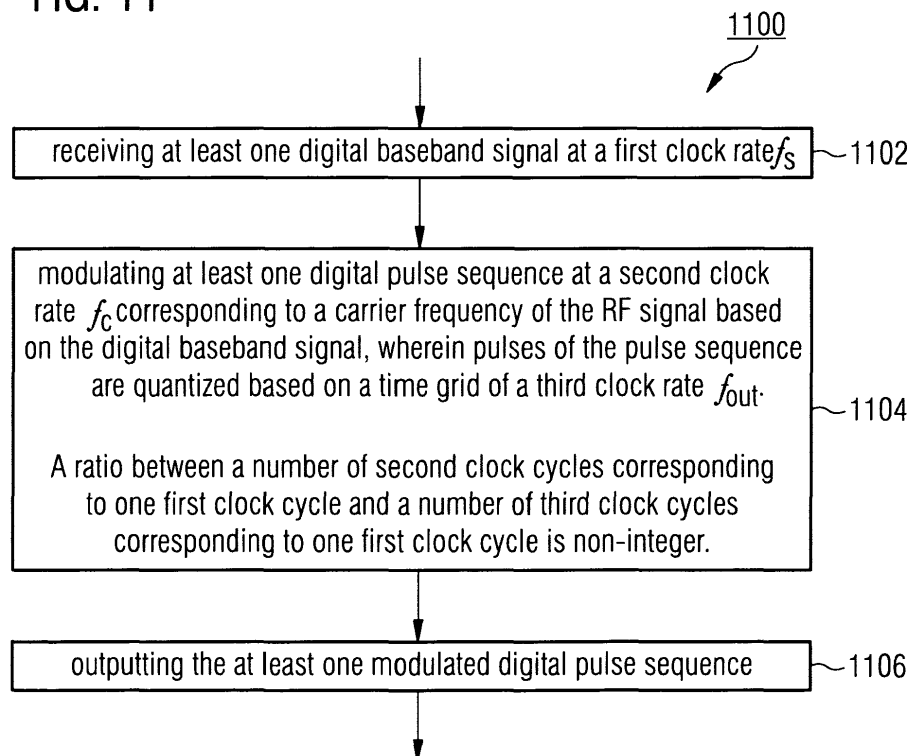 FIG. 11
1100
receiving at least one digital baseband signal at a first clock rate fS
1102
modulating at least one digital pulse sequence at a second clock
rate fC corresponding to a carrier frequency of the RF signal based
on the digital baseband signal, wherein pulses of the pulse sequence
are quantized based on a time grid of a third clock rate fout.
A ratio between a number of second clock cycles corresponding
to one first clock cycle and a number of third clock cycles
corresponding to one first clock cycle is non-integer.
1104
outputting the at least one modulated digital pulse sequence
1106